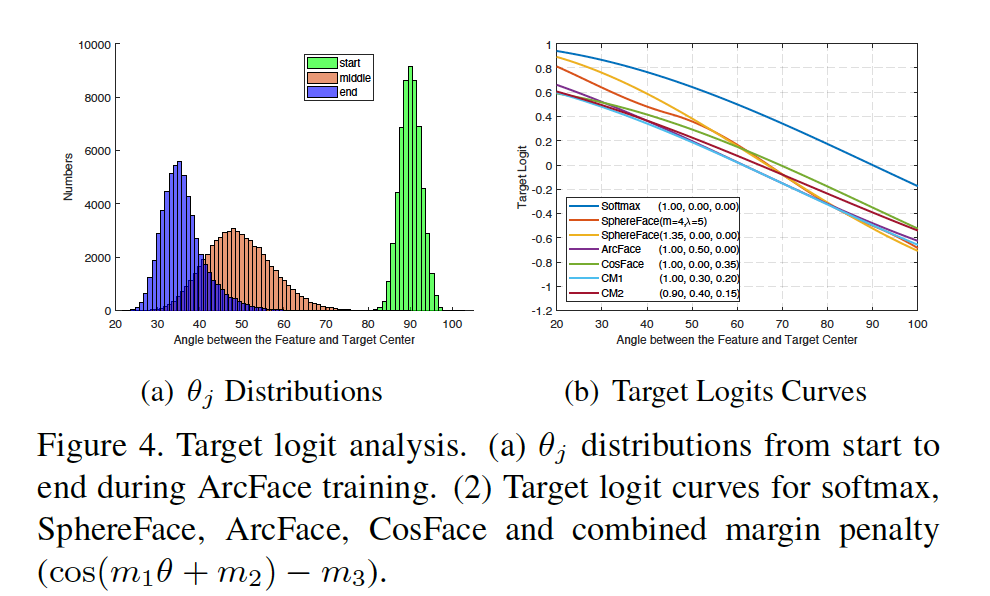 10000
8000
6000
4000
2000
0
Numbers
start
middle
end
20 30 40 50 60 70 80 90 100
Angle between the Feature and Target Center
1
0.8
0.6
0.4
0.2
0
-0.2
-0.4
-0.6
-0.8
-1
-1.2
Target Logit
Softmax (1.00, 0.00, 0.00)
SphereFace(m=4,λ=5)
SphereFace(1.35, 0.00, 0.00)
ArcFace (1.00, 0.50, 0.00)
CosFace (1.00, 0.00, 0.35)
CM1 (1.00, 0.30, 0.20)
CM2 (0.90, 0.40, 0.15)
20 30 40 50 60 70 80 90 100
Angle between the Feature and Target Center
(a) θj Distributions
(b) Target Logits Curves
Figure 4. Target logit analysis. (a) θj distributions from start to
end during ArcFace training. (2) Target logit curves for softmax,
SphereFace, ArcFace, CosFace and combined margin penalty
(cos(m1θ + m2) − m3).